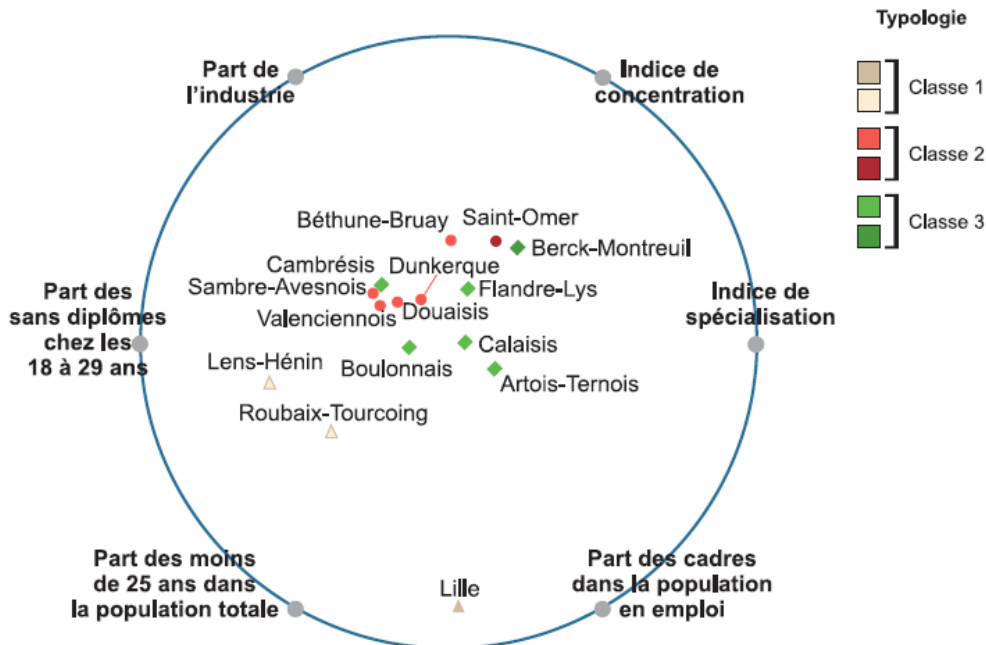 Typologie
Part de
l'industrie
Indice de
concentration
Classe 1
Classe 2
Classe 3
Béthune-Bruay
Saint-Omer
Berck-Montreuil
Cambrésis
Dunkerque
Sambre-Avesnois
Flandre-Lys
Valenciennois
Douaisis
Part des
sans diplômes
chez les
18 à 29 ans
Indice de
spécialisation
Lens-Hénin
Boulonnais
Calaisis
Artois-Ternois
Roubaix-Tourcoing
Part des moins
de 25 ans dans
la population totale
Lille
Part des cadres
dans la population
en emploi